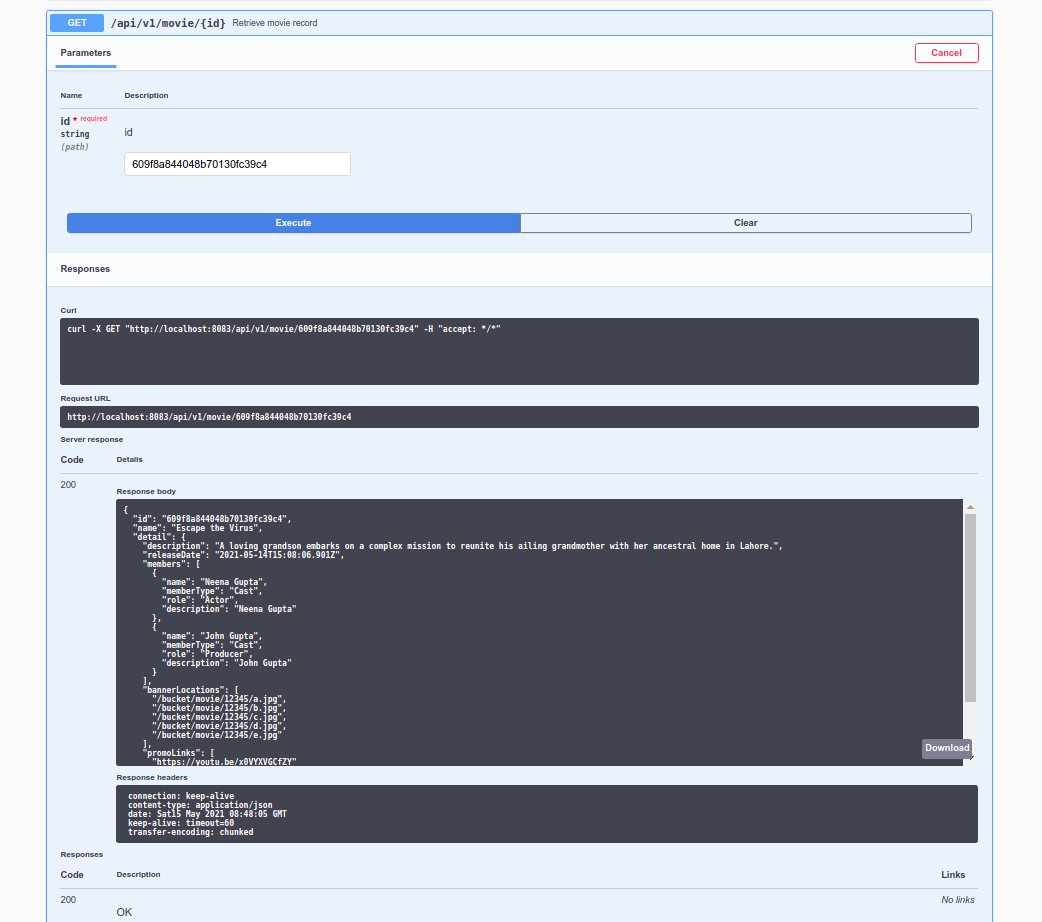 GET /api/v1/movie/{id} Retrieve movie record
Parameters
Cancel
Name Description
id * required
string
(path)
id
609f8a844048b70130fc39c4
Execute Clear
Responses
Curl
curl -X GET "http://localhost:8083/api/v1/movie/609f8a844048b70130fc39c4" -H "accept: */*"
Request URL
http://localhost:8083/api/v1/movie/609f8a844048b70130fc39c4
Server response
Code Details
200
Response body
{
"id": "609f8a844048b70130fc39c4",
"name": "Escape the Virus",
"detail": {
"description": "A loving grandson embarks on a complex mission to reunite his ailing grandmother with her ancestral home in Lahore.",
"releaseDate": "2021-05-14T15:08:06.901Z",
"members": [
{
"name": "Neena Gupta",
"memberType": "Cast",
"role": "Actor",
"description": "Neena Gupta"
},
{
"name": "John Gupta",
"memberType": "Cast",
"role": "Producer",
"description": "John Gupta"
}
],
"bannerLocations": [
"/bucket/movie/12345/a.jpg",
"/bucket/movie/12345/b.jpg",
"/bucket/movie/12345/c.jpg",
"/bucket/movie/12345/d.jpg",
"/bucket/movie/12345/e.jpg"
],
"promoLinks": [
"https://youtu.be/x0VYXVGCfZY"
Download
Response headers
connection: keep-alive
content-type: application/json
date: Sat15 May 2021 08:48:05 GMT
keep-alive: timeout=60
transfer-encoding: chunked
Responses
Code Description Links
200 No links
OK